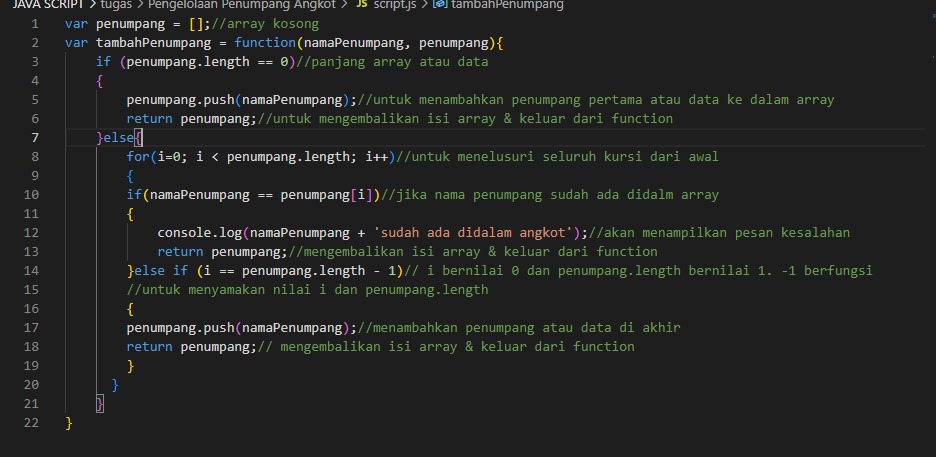 JAVA SCRIPT > tugas > Pengelolaan Penumpang Angkot > JS script.js > tambahPenumpang
1 var penumpang = [];//array kosong
2 var tambahPenumpang = function(namaPenumpang, penumpang){
3 if (penumpang.length == 0)//panjang array atau data
4 {
5 penumpang.push(namaPenumpang);//untuk menambahkan penumpang pertama atau data ke dalam array
6 return penumpang;//untuk mengembalikan isi array & keluar dari function
7 }else{
8 for(i=0; i < penumpang.length; i++)//untuk menelusuri seluruh kursi dari awal
9 {
10 if(namaPenumpang == penumpang[i])//jika nama penumpang sudah ada didalm array
11 {
12 console.log(namaPenumpang + 'sudah ada didalam angkot');//akan menampilkan pesan kesalahan
13 return penumpang;//mengembalikan isi array & keluar dari function
14 }else if (i == penumpang.length - 1)// i bernilai 0 dan penumpang.length bernilai 1. -1 berfungsi
15 //untuk menyamakan nilai i dan penumpang.length
16 {
17 penumpang.push(namaPenumpang);//menambahkan penumpang atau data di akhir
18 return penumpang;// mengembalikan isi array & keluar dari function
19 }
20 }
21 }
22 }